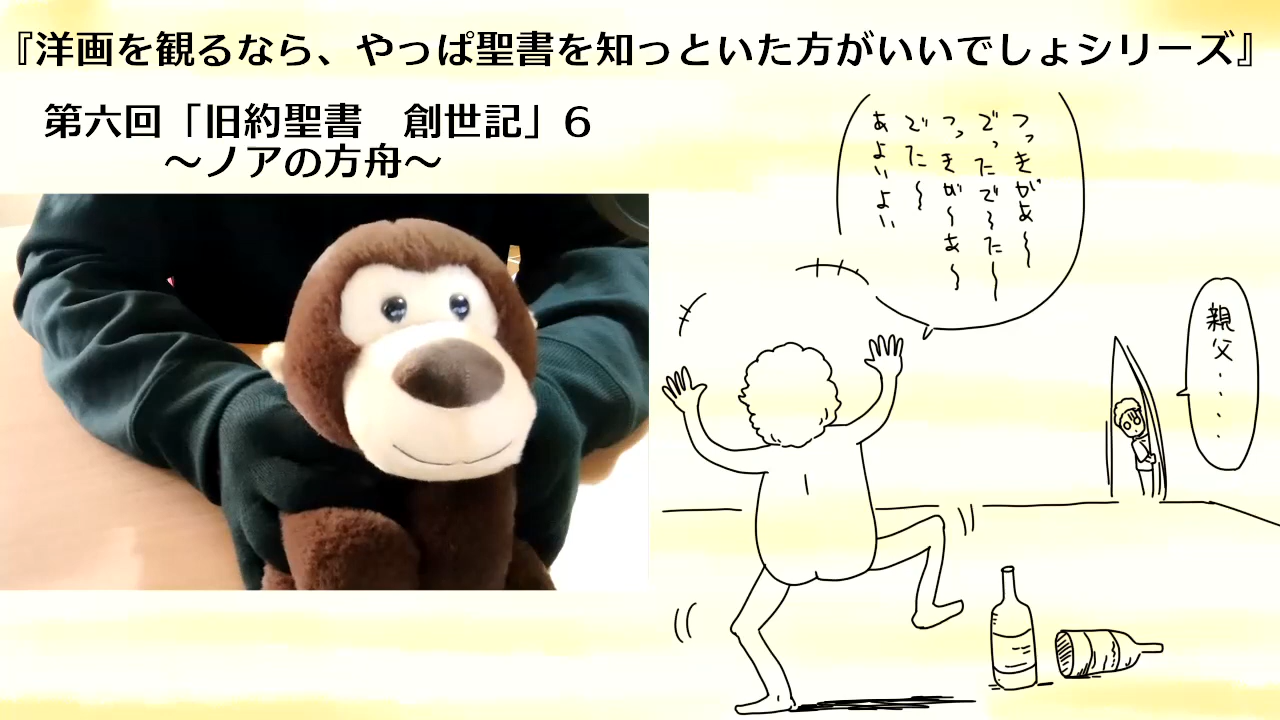 『洋画を観るなら、やっぱ聖書を知っといた方がいいでしょシリーズ』
第六回「旧約聖書　創世記」6
～ノアの方舟～
つっきがあ～
でったで～た～
つっきが～あ～
でた～
あよいよい
親父・・・・